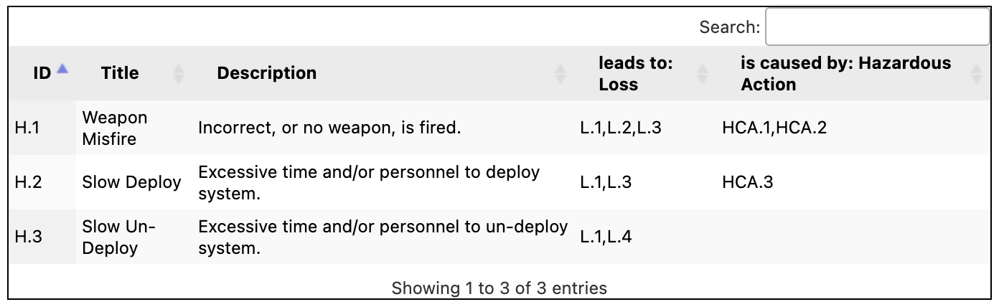 Search:
ID Title Description leads to: Loss is caused by: Hazardous Action
H.1 Weapon Misfire Incorrect, or no weapon, is fired. L.1,L.2,L.3 HCA.1,HCA.2
H.2 Slow Deploy Excessive time and/or personnel to deploy system. L.1,L.3 HCA.3
H.3 Slow Un-Deploy Excessive time and/or personnel to un-deploy system. L.1,L.4
Showing 1 to 3 of 3 entries